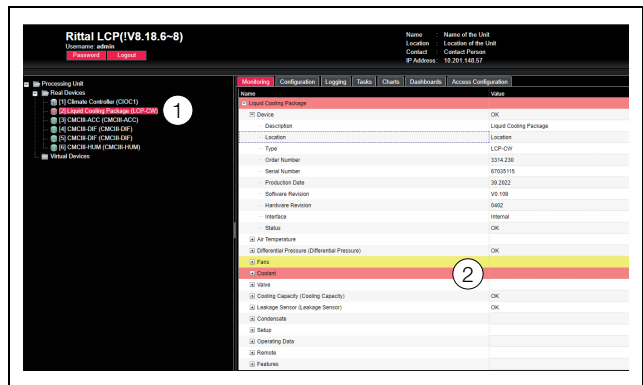 Rittal LCP(!V8.18.6~8)
Username: admin
Password Logout
Name : Name of the Unit
Location : Location of the Unit
Contact : Contact Person
IP Address: 10.201.148.57
Processing Unit
Real Devices
[1] Climate Controller (CIOC1)
[2] Liquid Cooling Package (LCP-CW)
[3] CMCIII-ACC (CMCIII-ACC)
[4] CMCIII-DIF (CMCIII-DIF)
[5] CMCIII-DIF (CMCIII-DIF)
[6] CMCIII-HUM (CMCIII-HUM)
Virtual Devices
1
Monitoring Configuration Logging Tasks Charts Dashboards Access Configuration
Name Value
Liquid Cooling Package
Device OK
Description Liquid Cooling Package
Location Location
Type LCP-CW
Order Number 3314.230
Serial Number 67035115
Production Date 39.2022
Software Revision V0.109
Hardware Revision 0402
Interface Internal
Status OK
Air Temperature
Differential Pressure (Differential Pressure) OK
Fans
Coolant
2
Valve
Cooling Capacity (Cooling Capacity) OK
Leakage Sensor (Leakage Sensor) OK
Condensate
Setup
Operating Data
Remote
Features